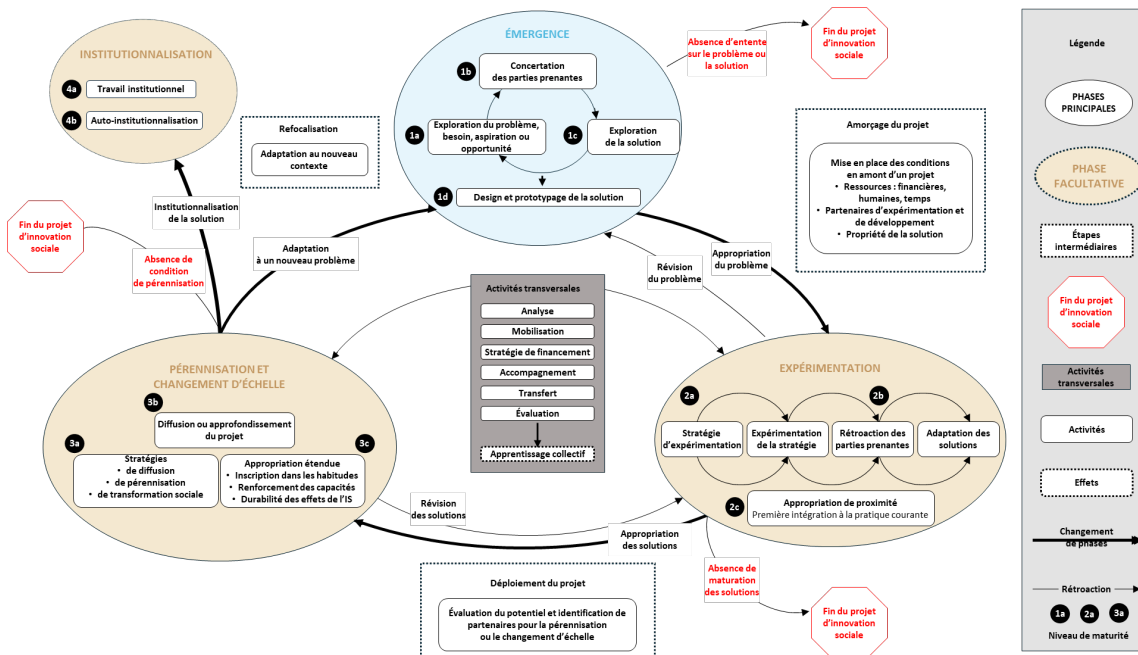 INSTITUTIONNALISATION
4a
Travail institutionnel
4b
Auto-institutionnalisation
ÉMERGENCE
1b
Concertation
des parties prenantes
1a
Exploration du problème,
besoin, aspiration ou
opportunité
1c
Exploration
de la solution
1d
Design et prototypage de la solution
Absence d'entente
sur le problème ou
la solution
Fin du projet
d'innovation
sociale
Refocalisation
Adaptation au nouveau
contexte
Amorçage du projet
Mise en place des conditions
en amont d'un projet
• Ressources : financières,
humaines, temps
• Partenaires d'expérimentation et
de développement
• Propriété de la solution
Fin du projet
d'innovation
sociale
Absence de
condition
de pérennisation
Institutionnalisation
de la solution
Adaptation
à un nouveau problème
Révision
du problème
Appropriation
du problème
Activités transversales
Analyse
Mobilisation
Stratégie de financement
Accompagnement
Transfert
Évaluation
Apprentissage collectif
PÉRENNISATION ET
CHANGEMENT D'ÉCHELLE
3b
Diffusion ou approfondissement
du projet
3a
Stratégies
• de diffusion
• de pérennisation
• de transformation sociale
3c
Appropriation étendue
• Inscription dans les habitudes
• Renforcement des capacités
• Durabilité des effets de l'IS
EXPÉRIMENTATION
2a
2b
Stratégie
d'expérimentation
Expérimentation
de la stratégie
Rétroaction des
parties prenantes
Adaptation des
solutions
2c
Appropriation de proximité
Première intégration à la pratique courante
Révision
des solutions
Appropriation
des solutions
Absence de
maturation
des solutions
Fin du projet
d'innovation
sociale
Déploiement du projet
Évaluation du potentiel et identification de
partenaires pour la pérennisation
ou le changement d'échelle
Légende
PHASES
PRINCIPALES
PHASE
FACULTATIVE
Étapes
intermédiaires
Fin du projet
d'innovation
sociale
Activités
transversales
Activités
Effets
Changement
de phases
Rétroaction
1a
2a
3a
Niveau de maturité